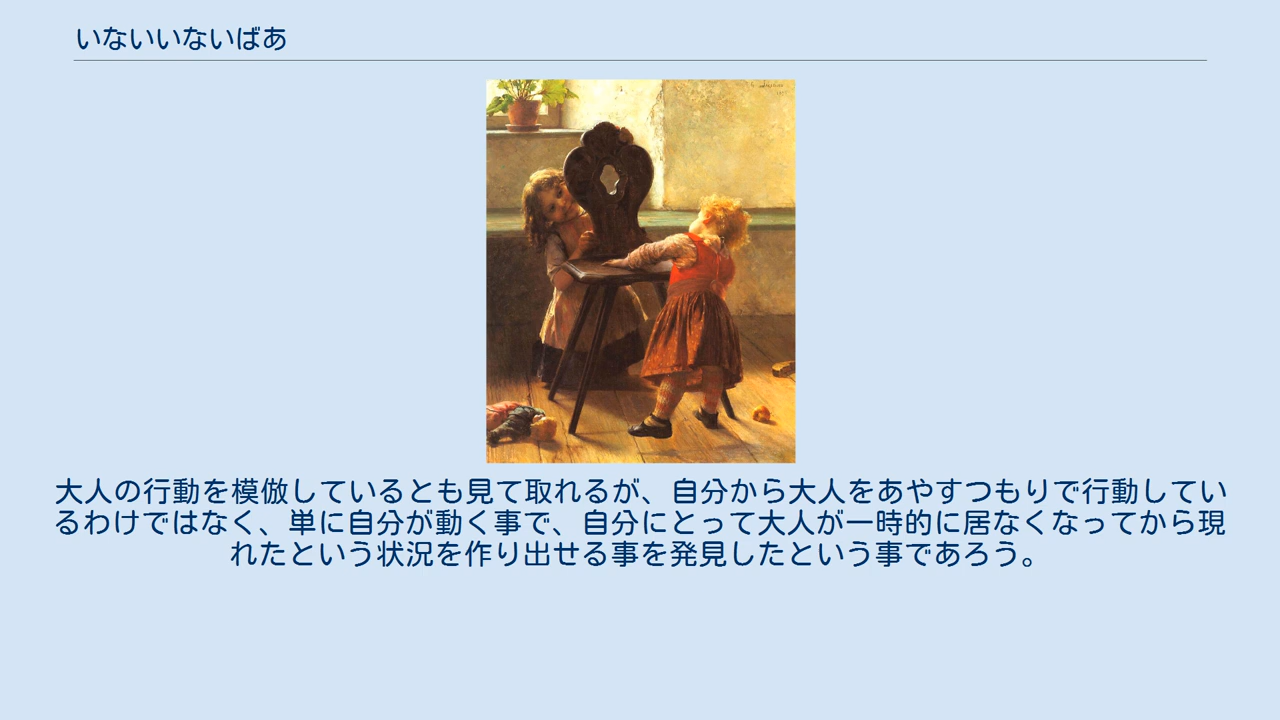 いないいないばあ
大人の行動を模倣しているとも見て取れるが、自分から大人をあやすつもりで行動してい
るわけではなく、単に自分が動く事で、自分にとって大人が一時的に居なくなってから現
れたという状況を作り出せる事を発見したという事であろう。